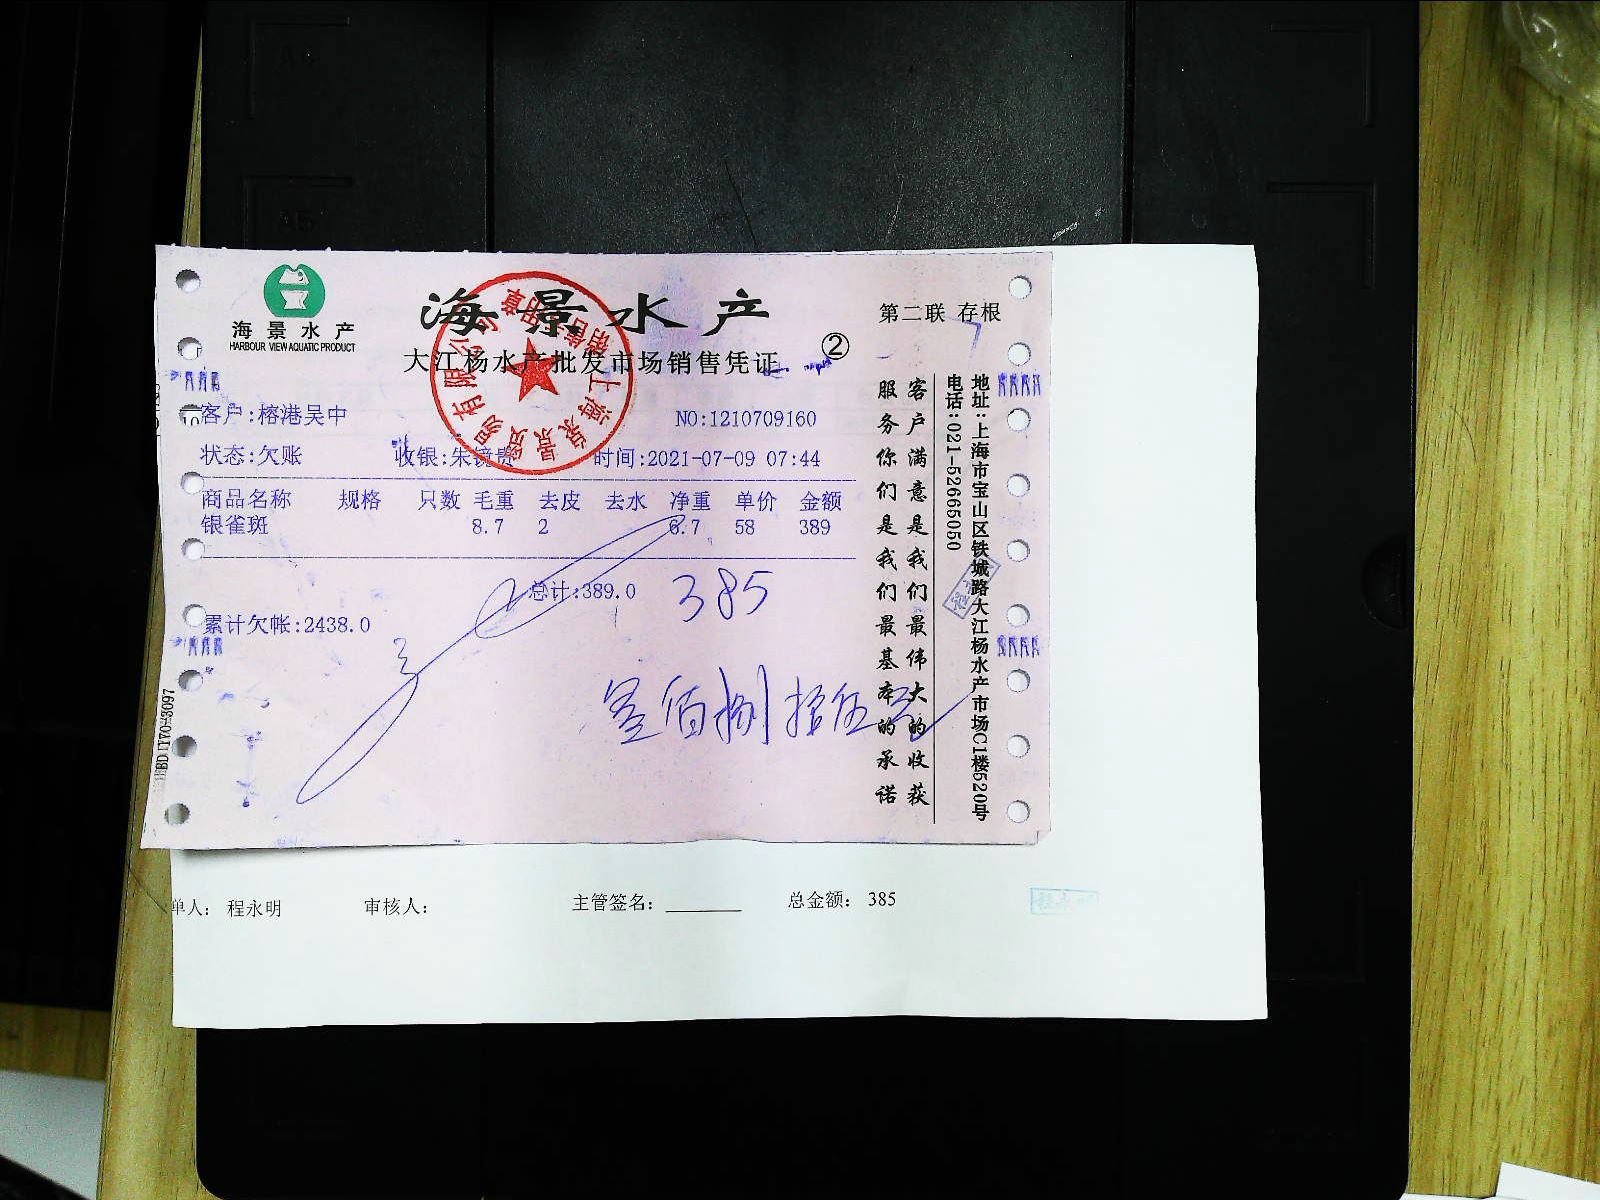 海景水产
HARBOUR VIEW AQUATIC PRODUCT
海景水产
大江杨水产批发市场销售凭证
②
第二联 存根
客户:榕港吴中
NO:1210709160
状态:欠账 收银:朱镜贵 时间:2021-07-09 07:44
商品名称 规格 只数 毛重 去皮 去水 净重 单价 金额
银雀斑 8.7 2 6.7 58 389
总计:389.0
385
累计欠帐:2438.0
佰捌拾伍
客户满意是我们最伟大的收获
服务你们是我们最基本的承诺
地址:上海市宝山区铁城路大江杨水产市场C1楼520号
电话:021-52665050
单人: 程永明 审核人: 主管签名: 总金额: 385